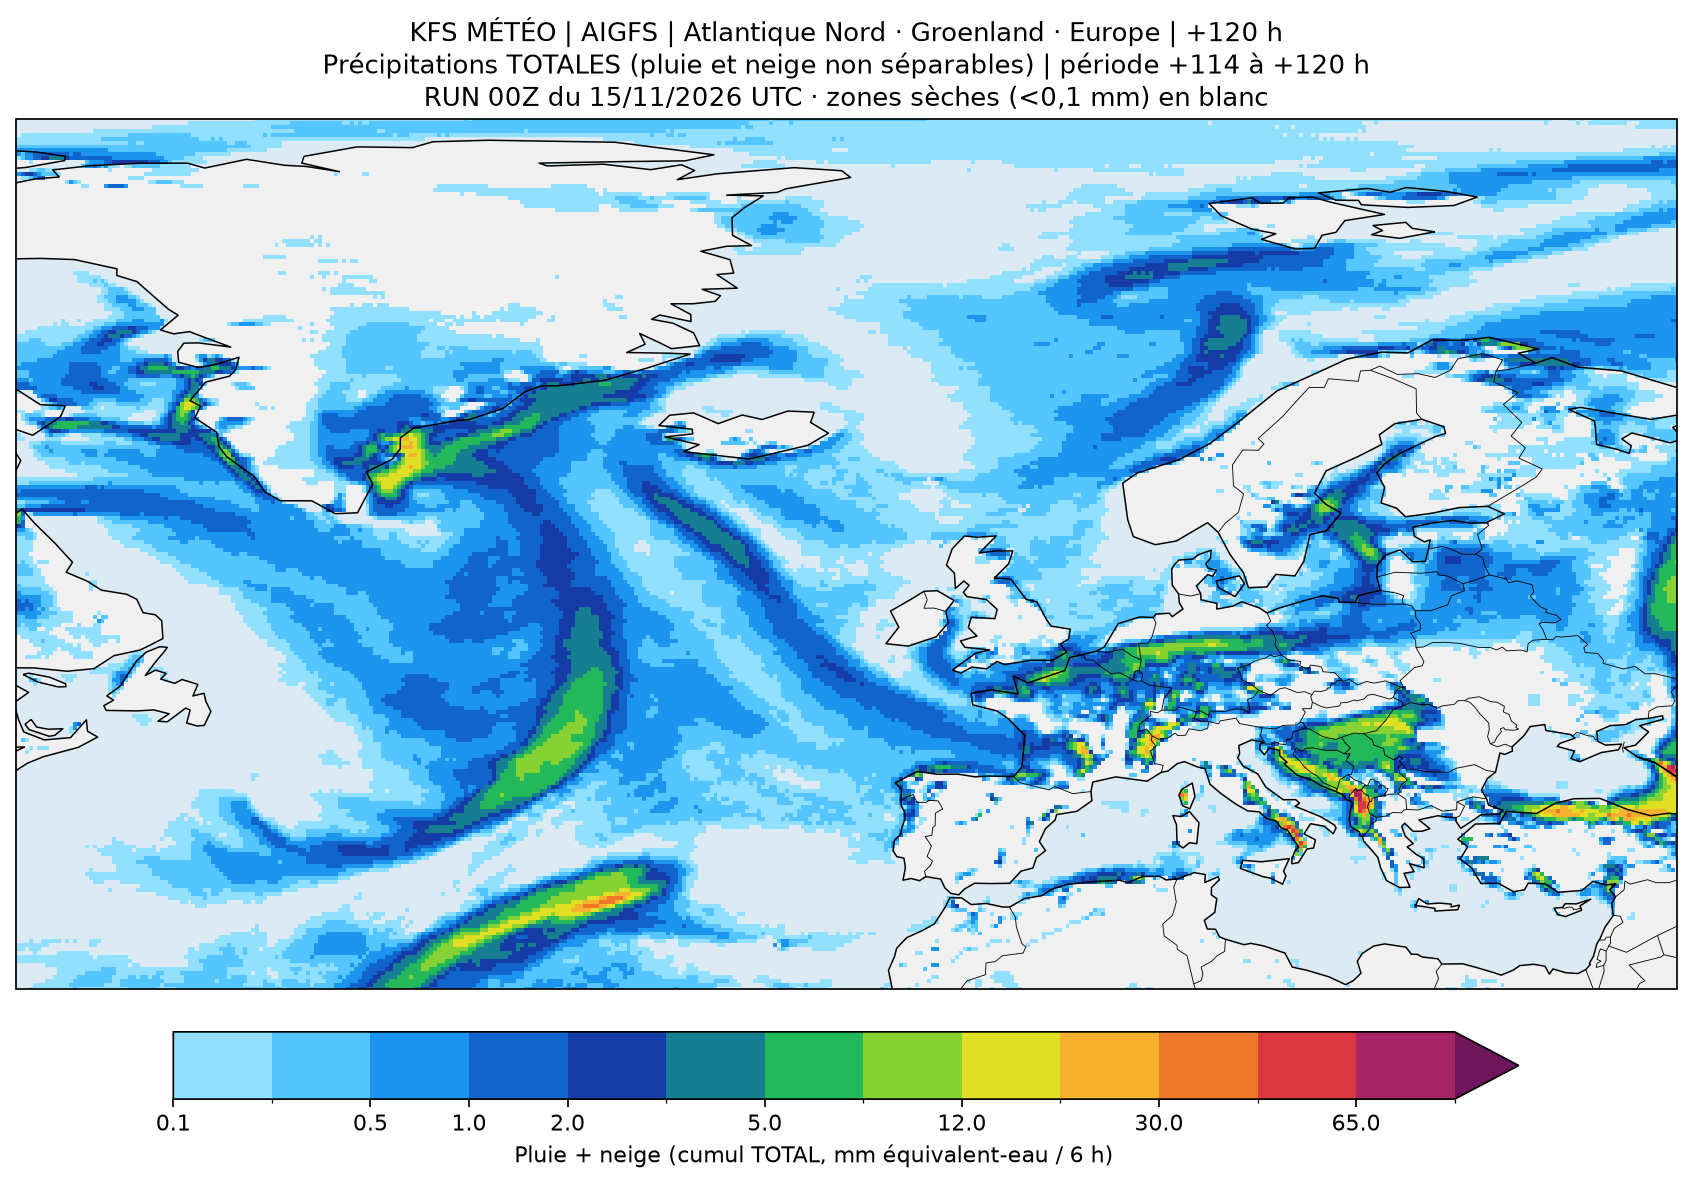 KFS MÉTÉO | AIGFS | Atlantique Nord · Groenland · Europe | +120 h
Précipitations TOTALES (pluie et neige non séparables) | période +114 à +120 h
RUN 00Z du 15/11/2026 UTC · zones sèches (<0,1 mm) en blanc
0.1 0.5 1.0 2.0 5.0 12.0 30.0 65.0
Pluie + neige (cumul TOTAL, mm équivalent-eau / 6 h)